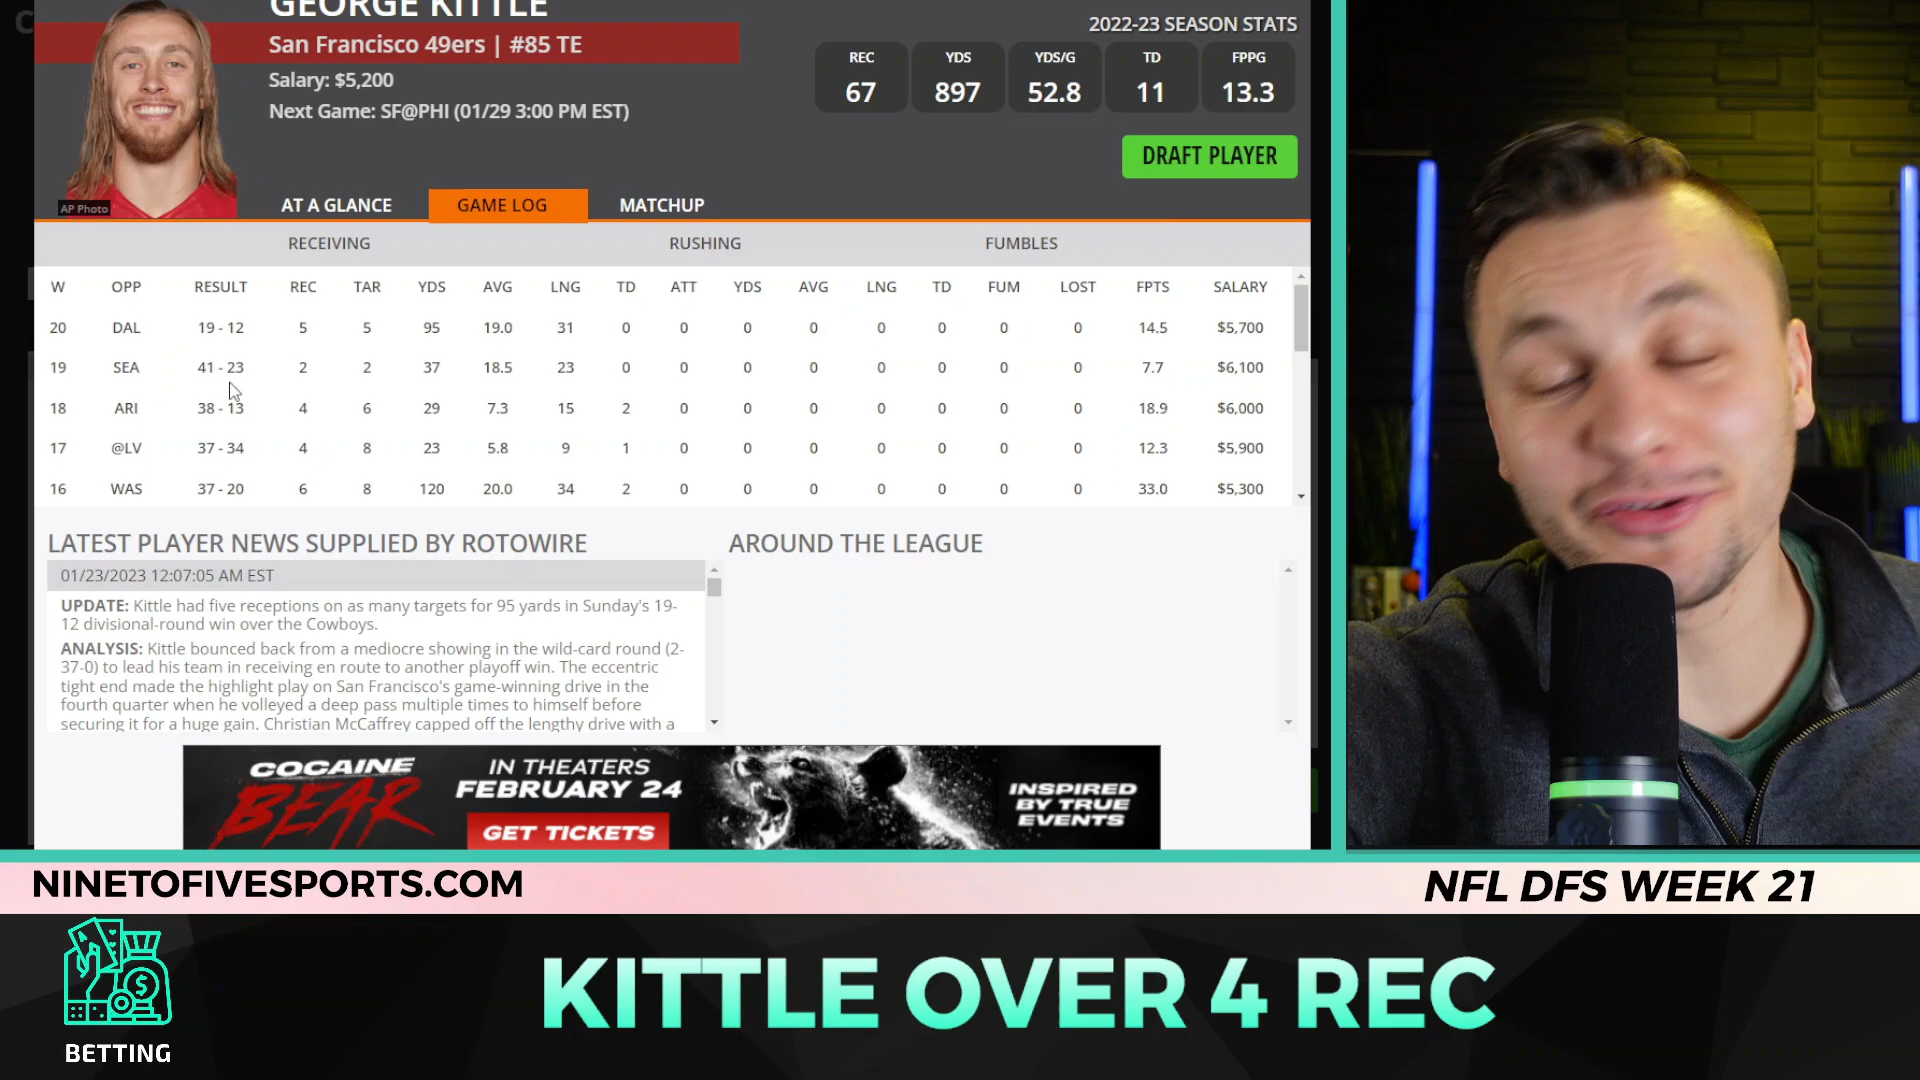 GEORGE KITTLE
San Francisco 49ers | #85 TE
Salary: $5,200
Next Game: SF@PHI (01/29 3:00 PM EST)
2022-23 SEASON STATS
REC YDS YDS/G TD FPPG
67 897 52.8 11 13.3
DRAFT PLAYER
AP Photo
AT A GLANCE GAME LOG MATCHUP
RECEIVING RUSHING FUMBLES
W OPP RESULT REC TAR YDS AVG LNG TD ATT YDS AVG LNG TD FUM LOST FPTS SALARY
20 DAL 19 - 12 5 5 95 19.0 31 0 0 0 0 0 0 0 0 14.5 $5,700
19 SEA 41 - 23 2 2 37 18.5 23 0 0 0 0 0 0 0 0 7.7 $6,100
18 ARI 38 - 13 4 6 29 7.3 15 2 0 0 0 0 0 0 0 18.9 $6,000
17 @LV 37 - 34 4 8 23 5.8 9 1 0 0 0 0 0 0 0 12.3 $5,900
16 WAS 37 - 20 6 8 120 20.0 34 2 0 0 0 0 0 0 0 33.0 $5,300
LATEST PLAYER NEWS SUPPLIED BY ROTOWIRE
01/23/2023 12:07:05 AM EST
UPDATE: Kittle had five receptions on as many targets for 95 yards in Sunday's 19-
12 divisional-round win over the Cowboys.
ANALYSIS: Kittle bounced back from a mediocre showing in the wild-card round (2-
37-0) to lead his team in receiving en route to another playoff win. The eccentric
tight end made the highlight play on San Francisco's game-winning drive in the
fourth quarter when he volleyed a deep pass multiple times to himself before
securing it for a huge gain. Christian McCaffrey capped off the lengthy drive with a
AROUND THE LEAGUE
COCAINE
BEAR
IN THEATERS
FEBRUARY 24
GET TICKETS
INSPIRED
BY TRUE
EVENTS
NINETOFIVESPORTS.COM
NFL DFS WEEK 21
BETTING
KITTLE OVER 4 REC